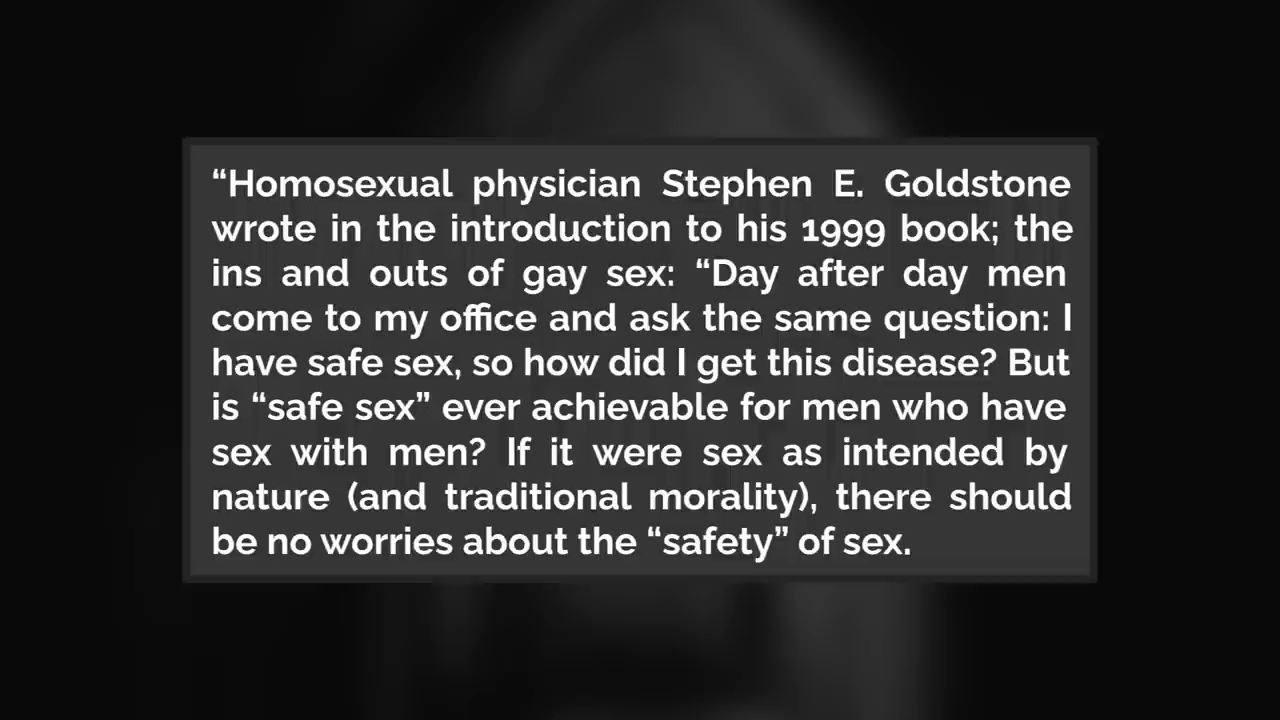 “Homosexual physician Stephen E. Goldstone
wrote in the introduction to his 1999 book; the
ins and outs of gay sex: “Day after day men
come to my office and ask the same question: I
have safe sex, so how did I get this disease? But
is “safe sex” ever achievable for men who have
sex with men? If it were sex as intended by
nature (and traditional morality), there should
be no worries about the “safety” of sex.